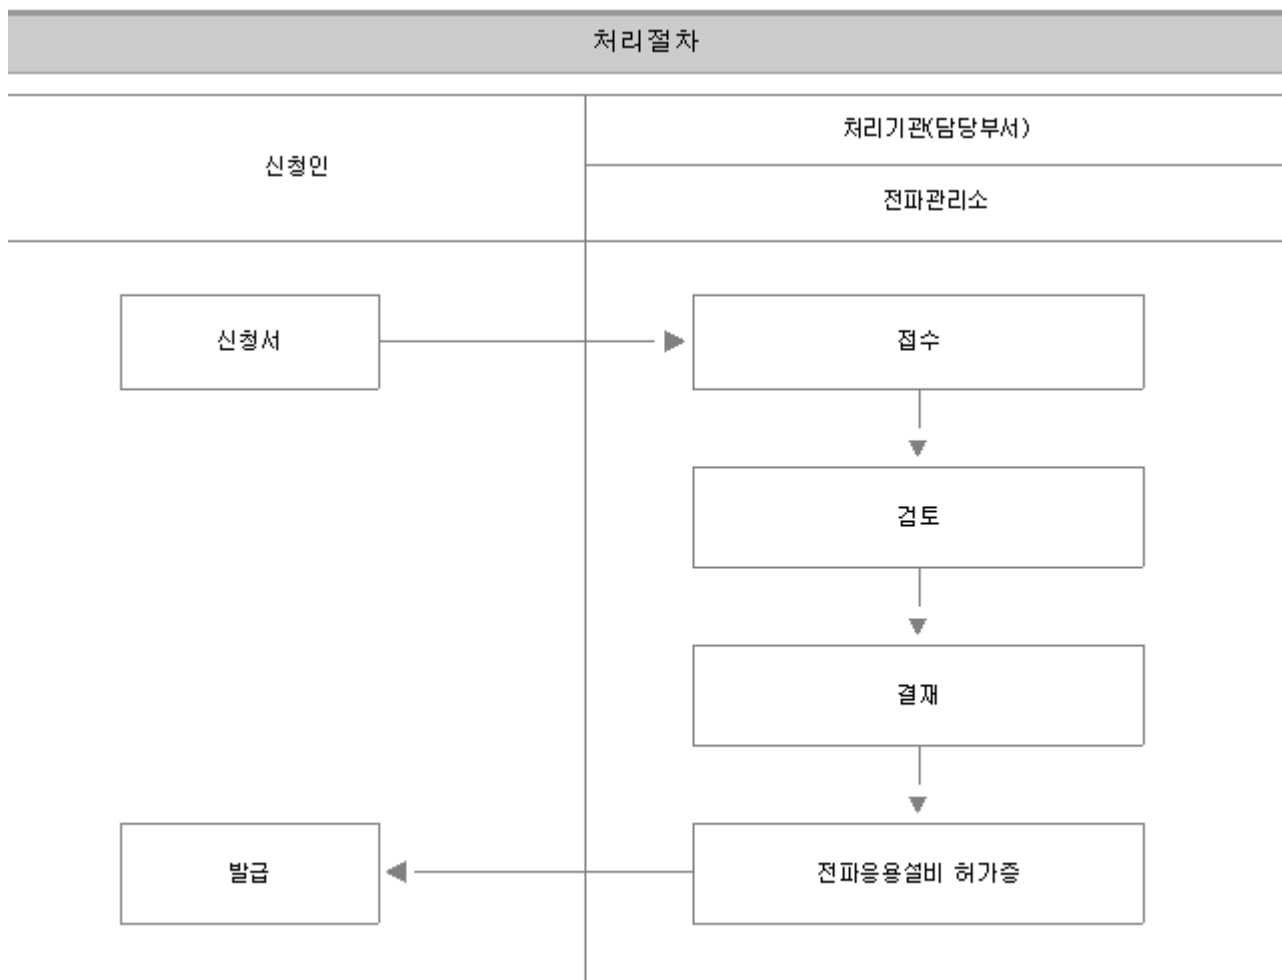 처리절차
신청인
처리기관(담당부서)
전파관리소
신청서
접수
검토
결재
발급
전파응용설비 허가증